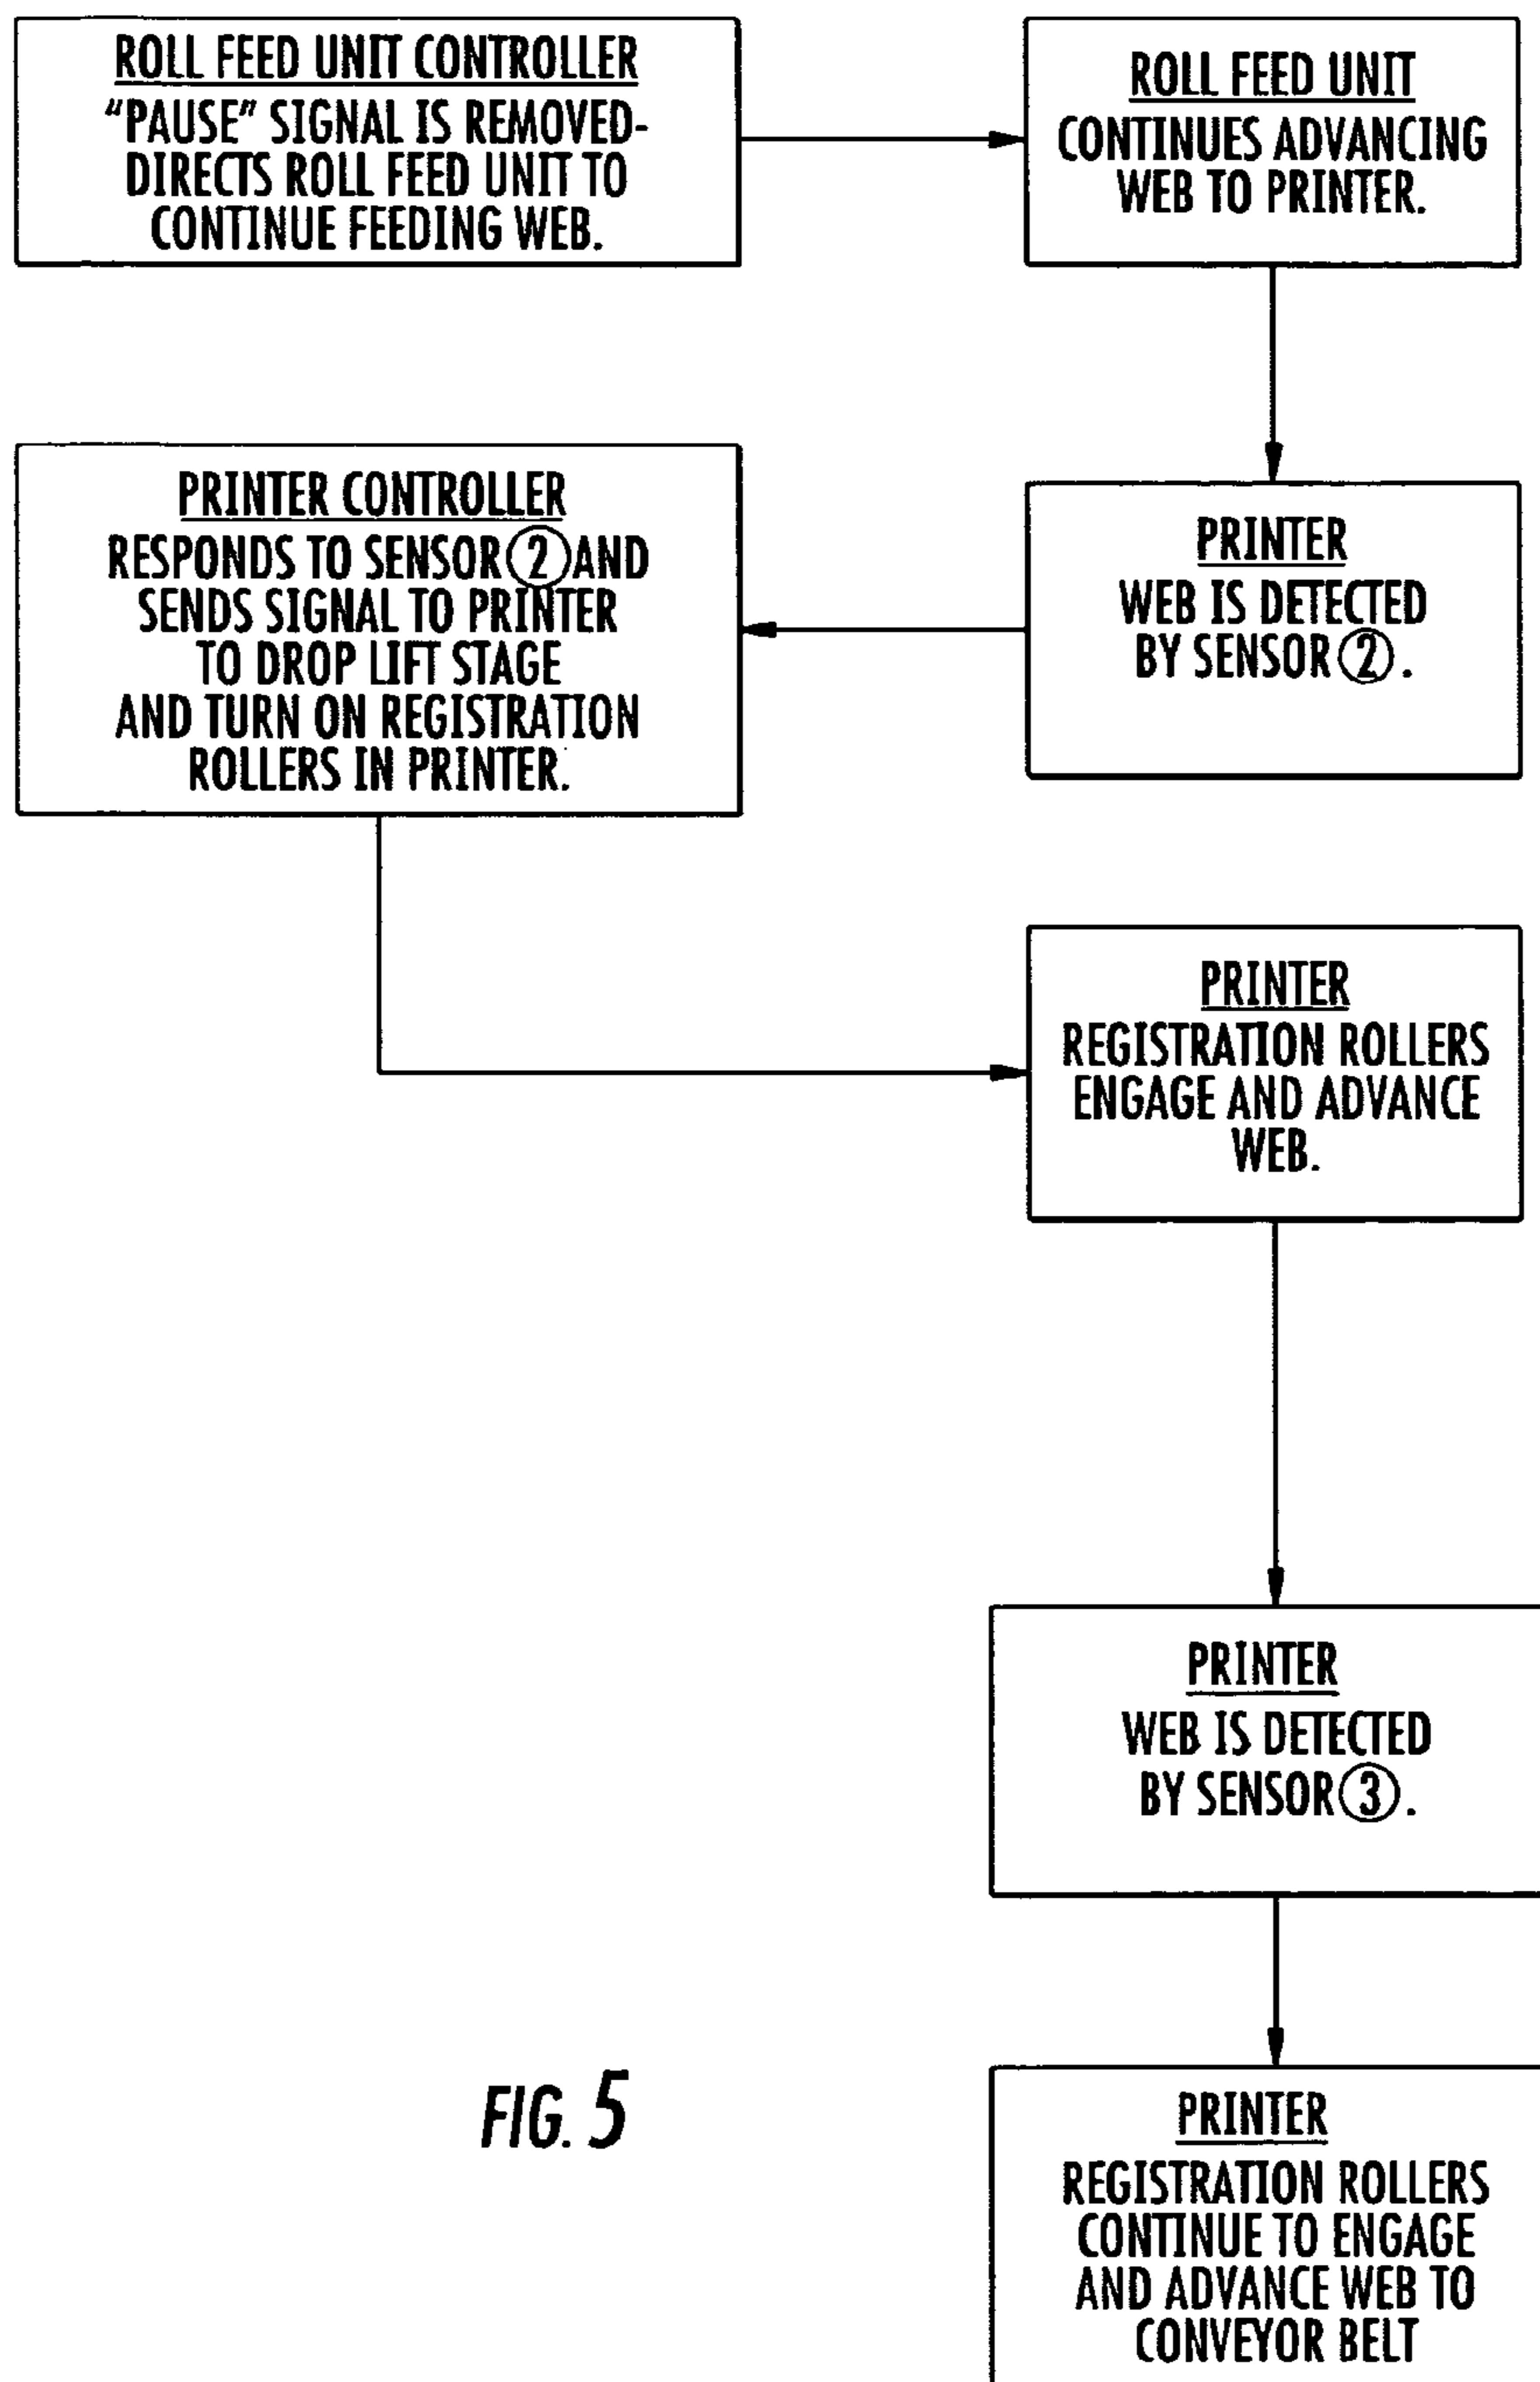 ROLL FEED UNIT CONTROLLER
"PAUSE" SIGNAL IS REMOVED-
DIRECTS ROLL FEED UNIT TO
CONTINUE FEEDING WEB.
ROLL FEED UNIT
CONTINUES ADVANCING
WEB TO PRINTER.
PRINTER
WEB IS DETECTED
BY SENSOR 2 .
PRINTER CONTROLLER
RESPONDS TO SENSOR 2 AND
SENDS SIGNAL TO PRINTER
TO DROP LIFT STAGE
AND TURN ON REGISTRATION
ROLLERS IN PRINTER.
PRINTER
REGISTRATION ROLLERS
ENGAGE AND ADVANCE
WEB.
PRINTER
WEB IS DETECTED
BY SENSOR 3 .
PRINTER
REGISTRATION ROLLERS
CONTINUE TO ENGAGE
AND ADVANCE WEB TO
CONVEYOR BELT
FIG. 5